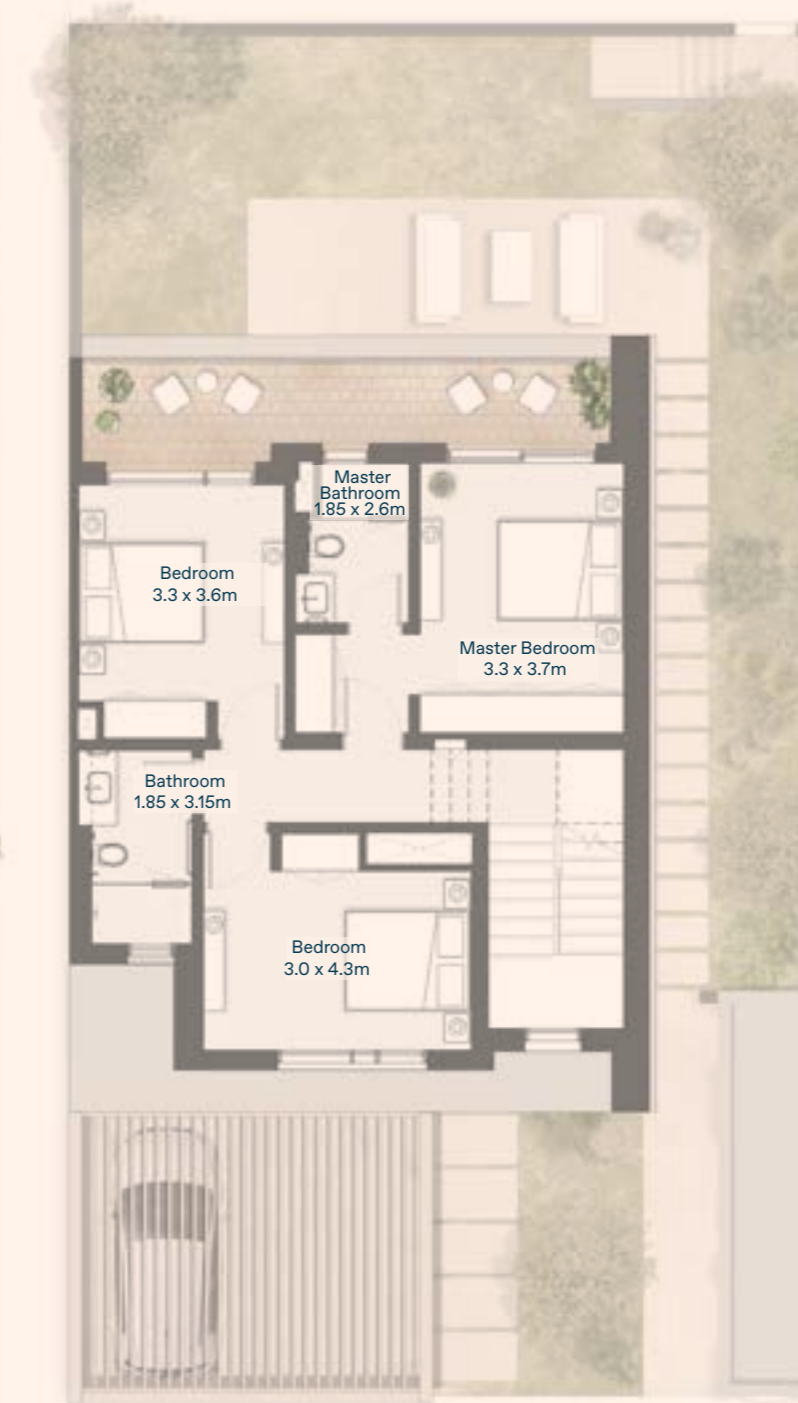 Master
Bathroom
1.85 x 2.6m
Bedroom
3.3 x 3.6m
Master Bedroom
3.3 x 3.7m
Bathroom
1.85 x 3.15m
Bedroom
3.0 x 4.3m